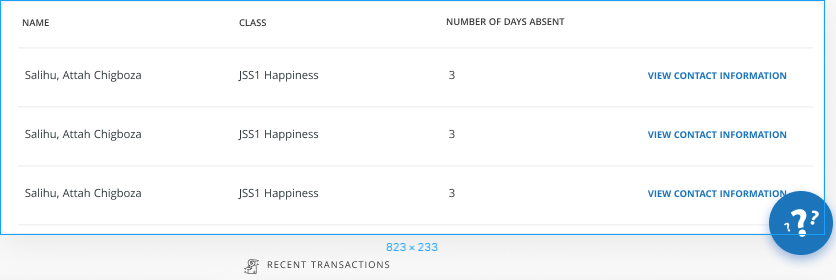 NAME CLASS NUMBER OF DAYS ABSENT
Salihu, Attah Chigboza JSS1 Happiness 3 VIEW CONTACT INFORMATION
Salihu, Attah Chigboza JSS1 Happiness 3 VIEW CONTACT INFORMATION
Salihu, Attah Chigboza JSS1 Happiness 3 VIEW CONTACT INFORMATION
???
823 × 233
RECENT TRANSACTIONS